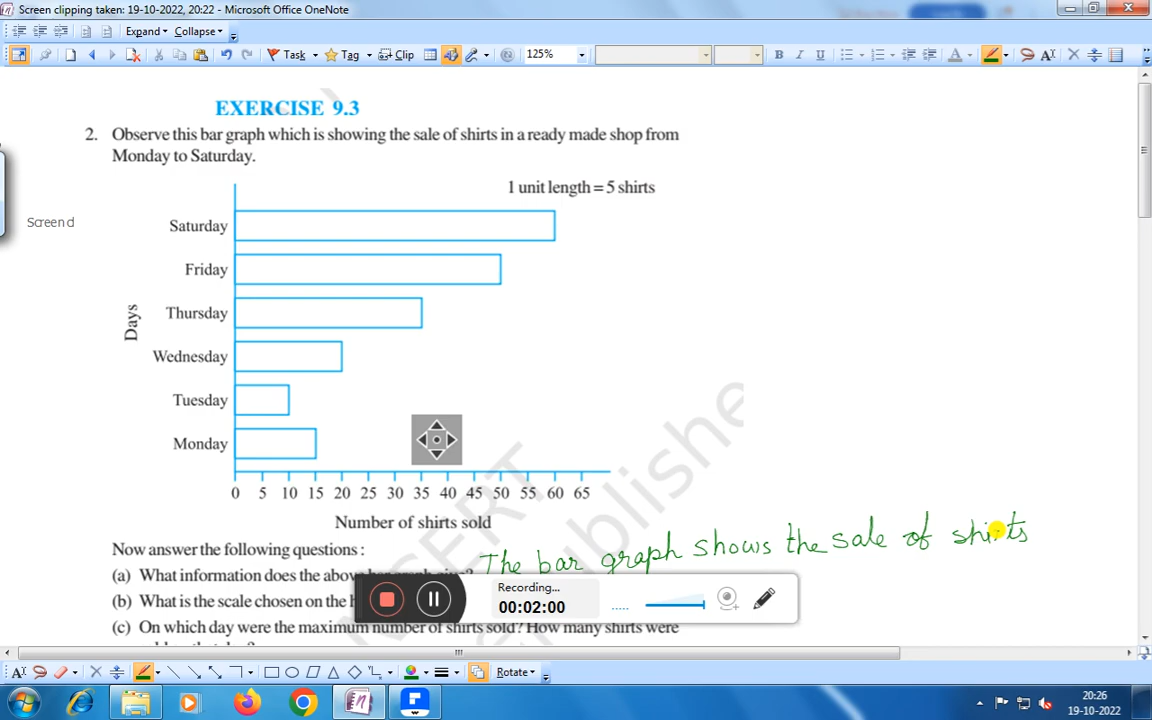 Screen clipping taken: 19-10-2022, 20:22 - Microsoft Office OneNote
Expand Collapse
Task Tag Clip 125% B I U A
EXERCISE 9.3
2. Observe this bar graph which is showing the sale of shirts in a ready made shop from
Monday to Saturday.
1 unit length = 5 shirts
Screen d
Saturday
Friday
Thursday
Days
Wednesday
Tuesday
Monday
0 5 10 15 20 25 30 35 40 45 50 55 60 65
Number of shirts sold
The bar graph shows the sale of shirts
Now answer the following questions :
(a) What information does the above
(b) What is the scale chosen on the
(c) On which day were the maximum number of shirts sold? How many shirts were
Recording...
00:02:00
NCERT
Rotate
20:26
19-10-2022